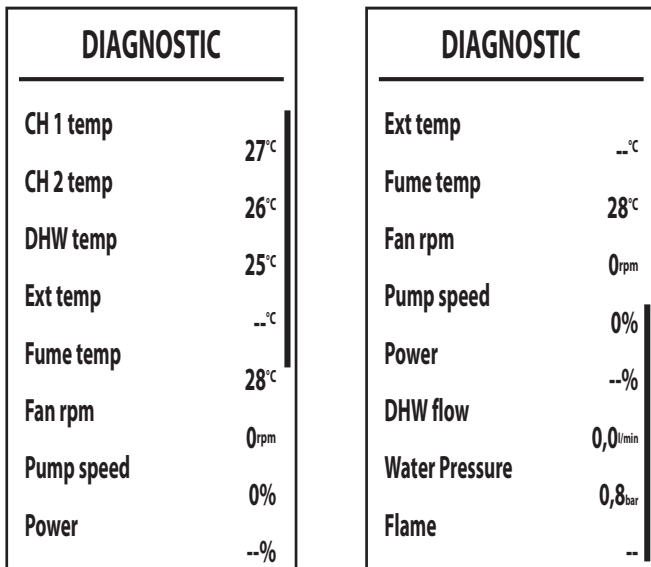 DIAGNOSTIC
CH 1 temp
27°C
CH 2 temp
26°C
DHW temp
25°C
Ext temp
--°C
Fume temp
28°C
Fan rpm
0rpm
Pump speed
0%
Power
--%
DIAGNOSTIC
Ext temp
--°C
Fume temp
28°C
Fan rpm
0rpm
Pump speed
0%
Power
--%
DHW flow
0,0l/min
Water Pressure
0,8bar
Flame
--